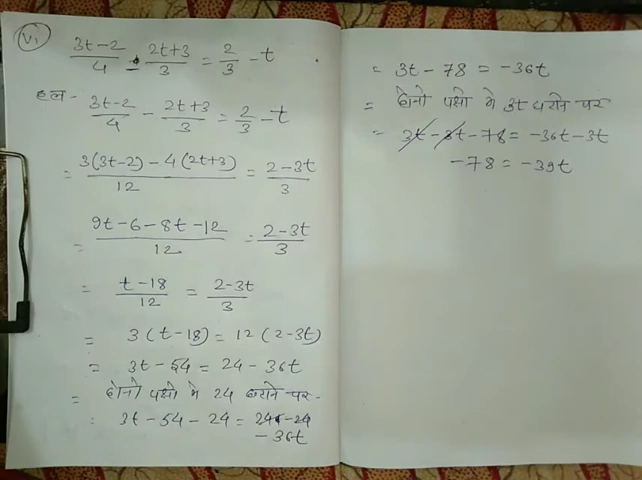 VI
3t-2/4 - 2t+3/3 = 2/3 - t
हल - 3t-2/4 - 2t+3/3 = 2/3 - t
= 3(3t-2) - 4(2t+3)/12 = 2-3t/3
= 9t-6-8t-12/12 = 2-3t/3
= t-18/12 = 2-3t/3
= 3(t-18) = 12(2-3t)
= 3t-54 = 24-36t
= दोनो पक्षो मे 24 घटाने पर-
: 3t-54-24 = 24-24
-36t
= 3t-78 = -36t
= दोनो पक्षो मे 3t घटाने पर
= 3t-3t-78 = -36t-3t
-78 = -39t